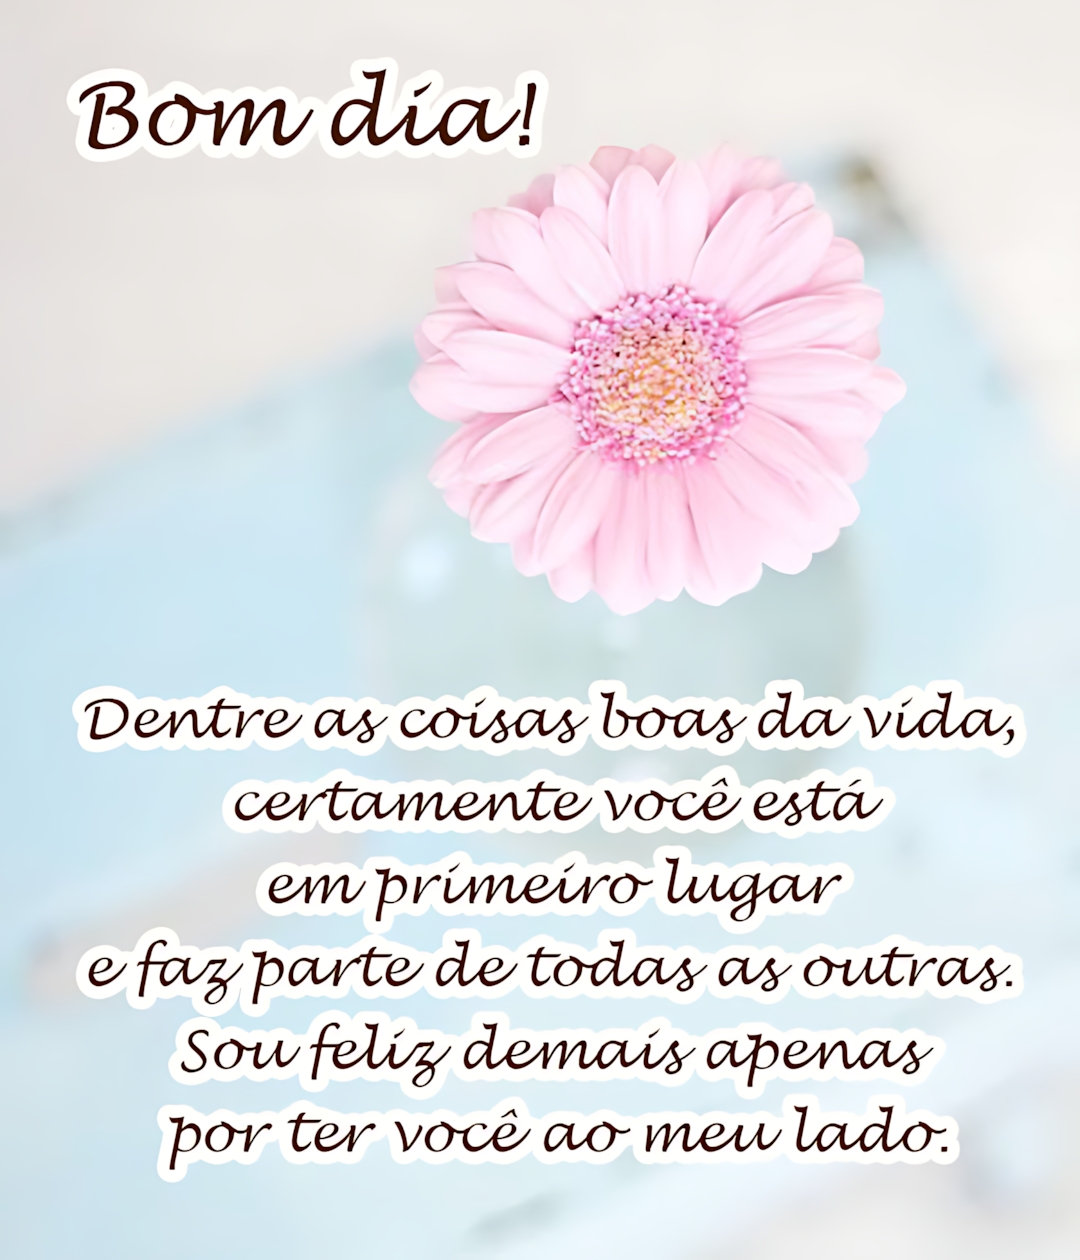 Bom dia!
Dentre as coisas boas da vida,
certamente você está
em primeiro lugar
e faz parte de todas as outras.
Sou feliz demais apenas
por ter você ao meu lado.